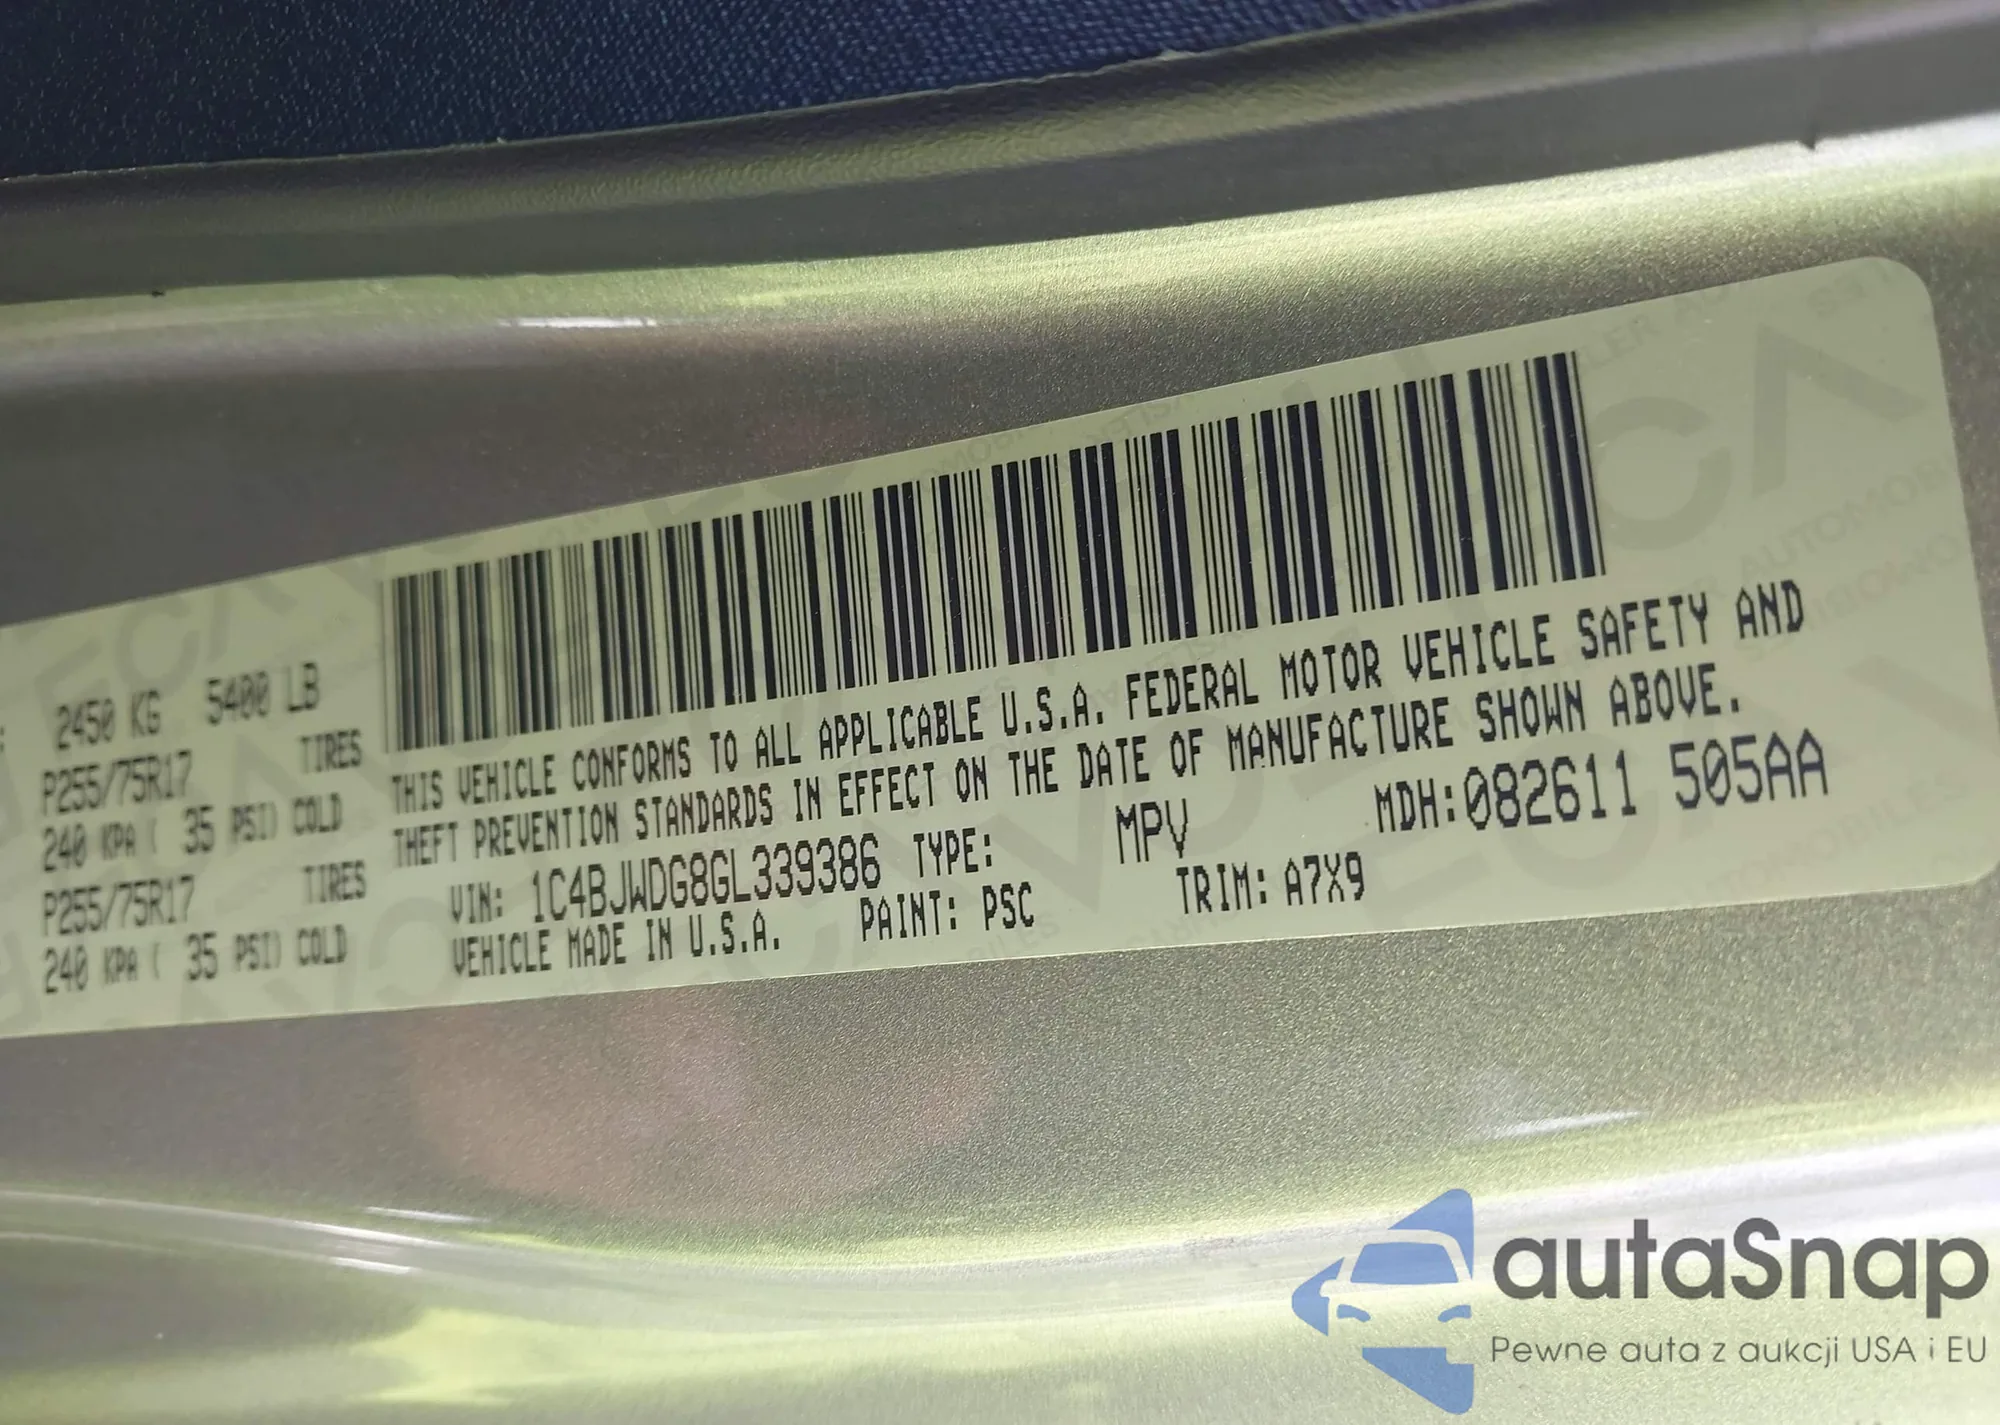 : 2450 KG 5400 LB
P255/75R17 TIRES
240 KPA ( 35 PSI) COLD
P255/75R17 TIRES
240 KPA ( 35 PSI) COLD
THIS VEHICLE CONFORMS TO ALL APPLICABLE U.S.A. FEDERAL MOTOR VEHICLE SAFETY AND
THEFT PREVENTION STANDARDS IN EFFECT ON THE DATE OF MANUFACTURE SHOWN ABOVE.
VIN: 1C4BJWDG8GL339386 TYPE: MPV MDH:082611 505AA
VEHICLE MADE IN U.S.A. PAINT: PSC TRIM: A7X9
autaSnap
Pewne auta z aukcji USA i EU